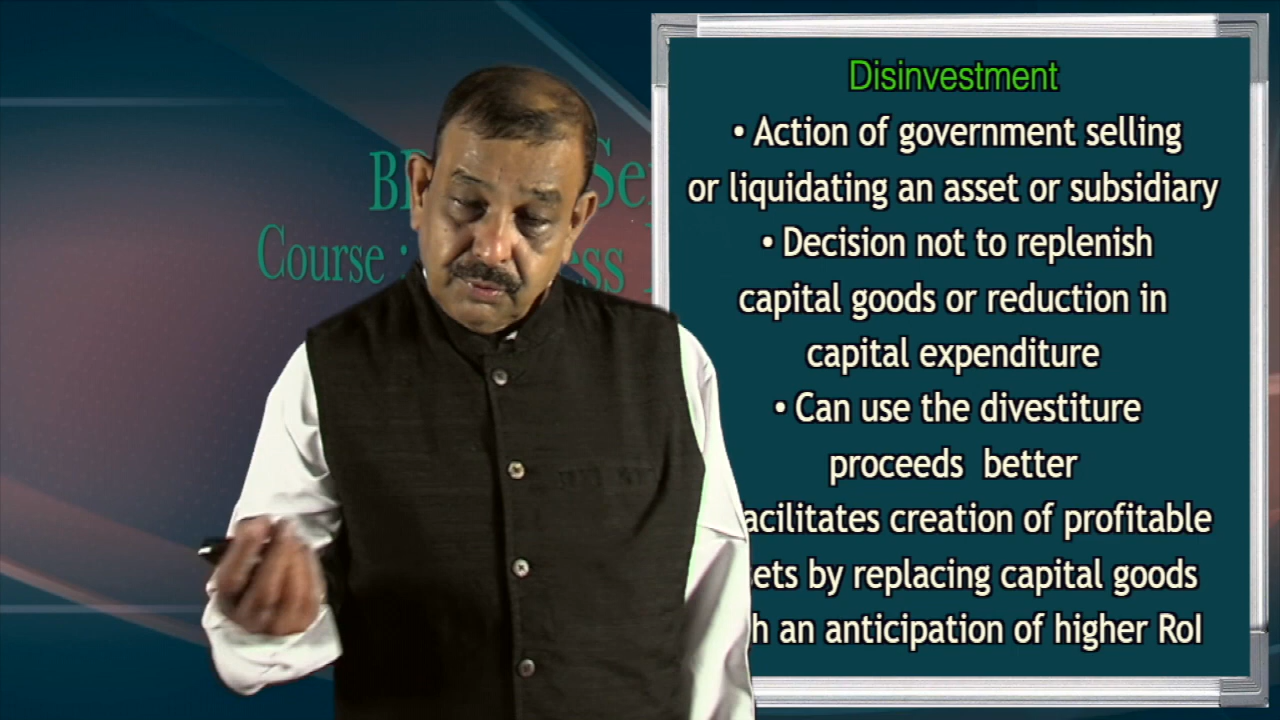 Disinvestment
• Action of government selling
or liquidating an asset or subsidiary
• Decision not to replenish
capital goods or reduction in
capital expenditure
• Can use the divestiture
proceeds better
creation of profitable
by replacing capital goods
an anticipation of higher RoI
Course :